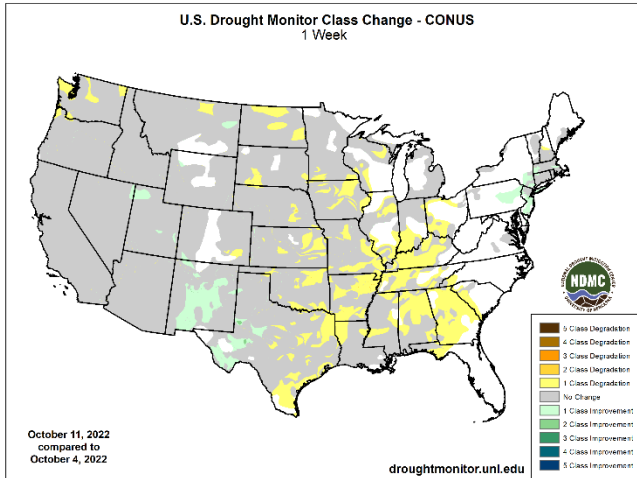 U.S. Drought Monitor Class Change - CONUS
1 Week
NDMC
5 Class Degradation
4 Class Degradation
3 Class Degradation
2 Class Degradation
1 Class Degradation
No Change
1 Class Improvement
2 Class Improvement
3 Class Improvement
4 Class Improvement
5 Class Improvement
October 11, 2022
compared to
October 4, 2022
droughtmonitor.unl.edu